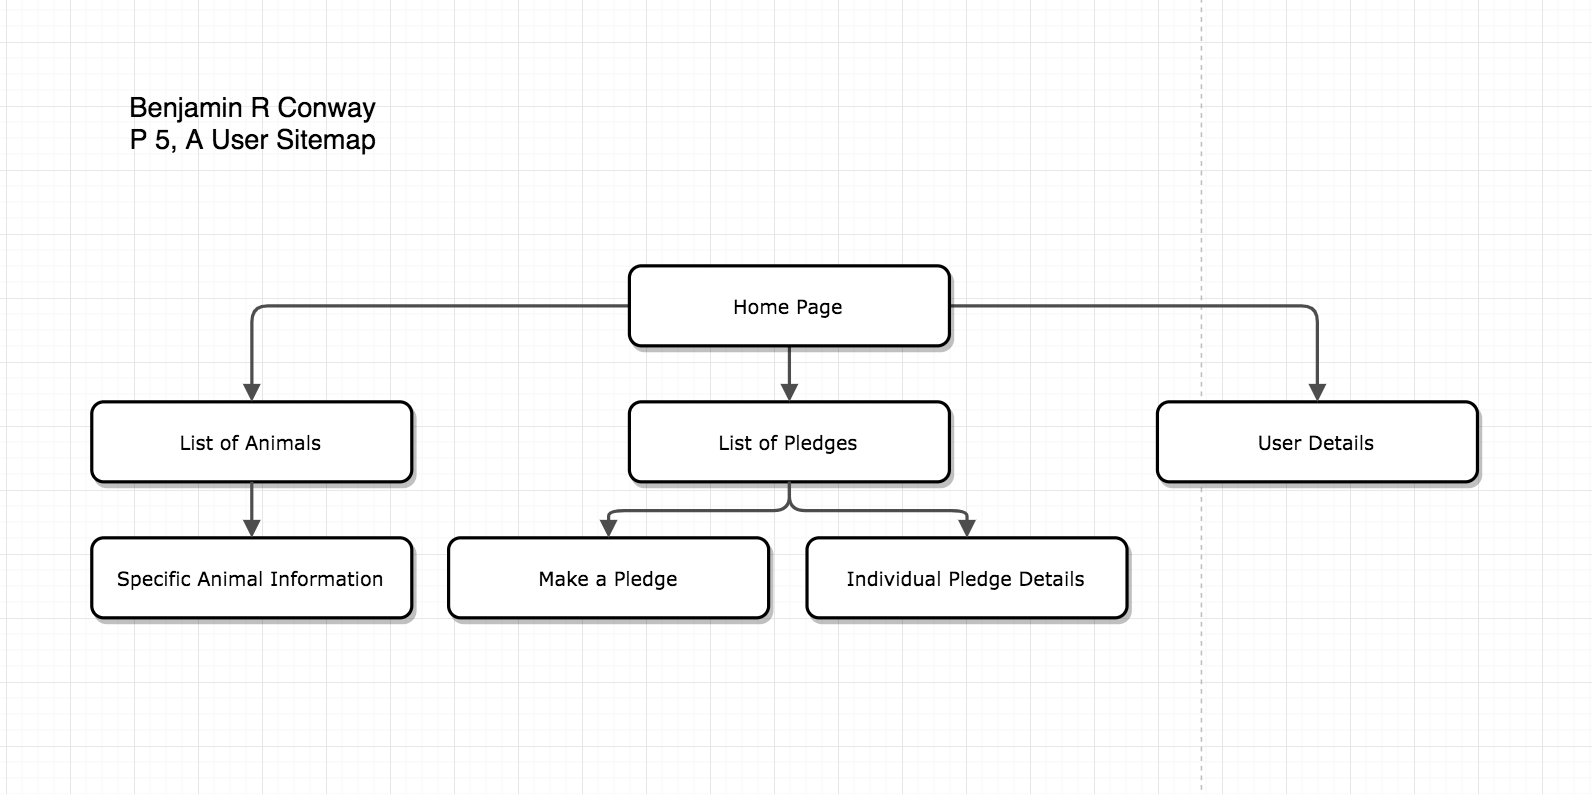 Benjamin R Conway
P 5, A User Sitemap
Home Page
List of Animals
List of Pledges
User Details
Specific Animal Information
Make a Pledge
Individual Pledge Details